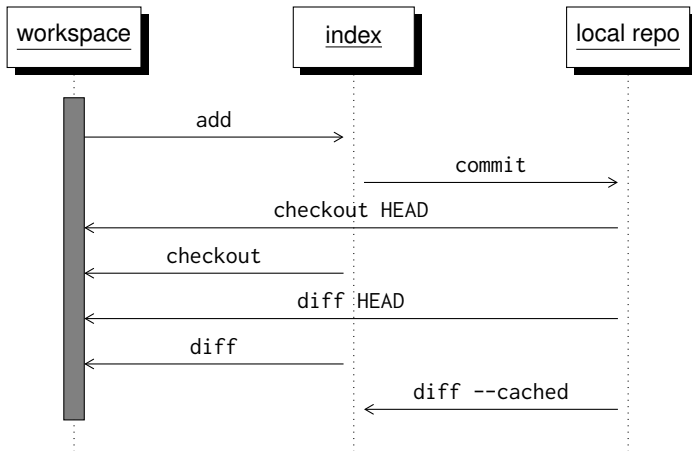 workspace
index
local repo
add
commit
checkout HEAD
checkout
diff HEAD
diff
diff --cached